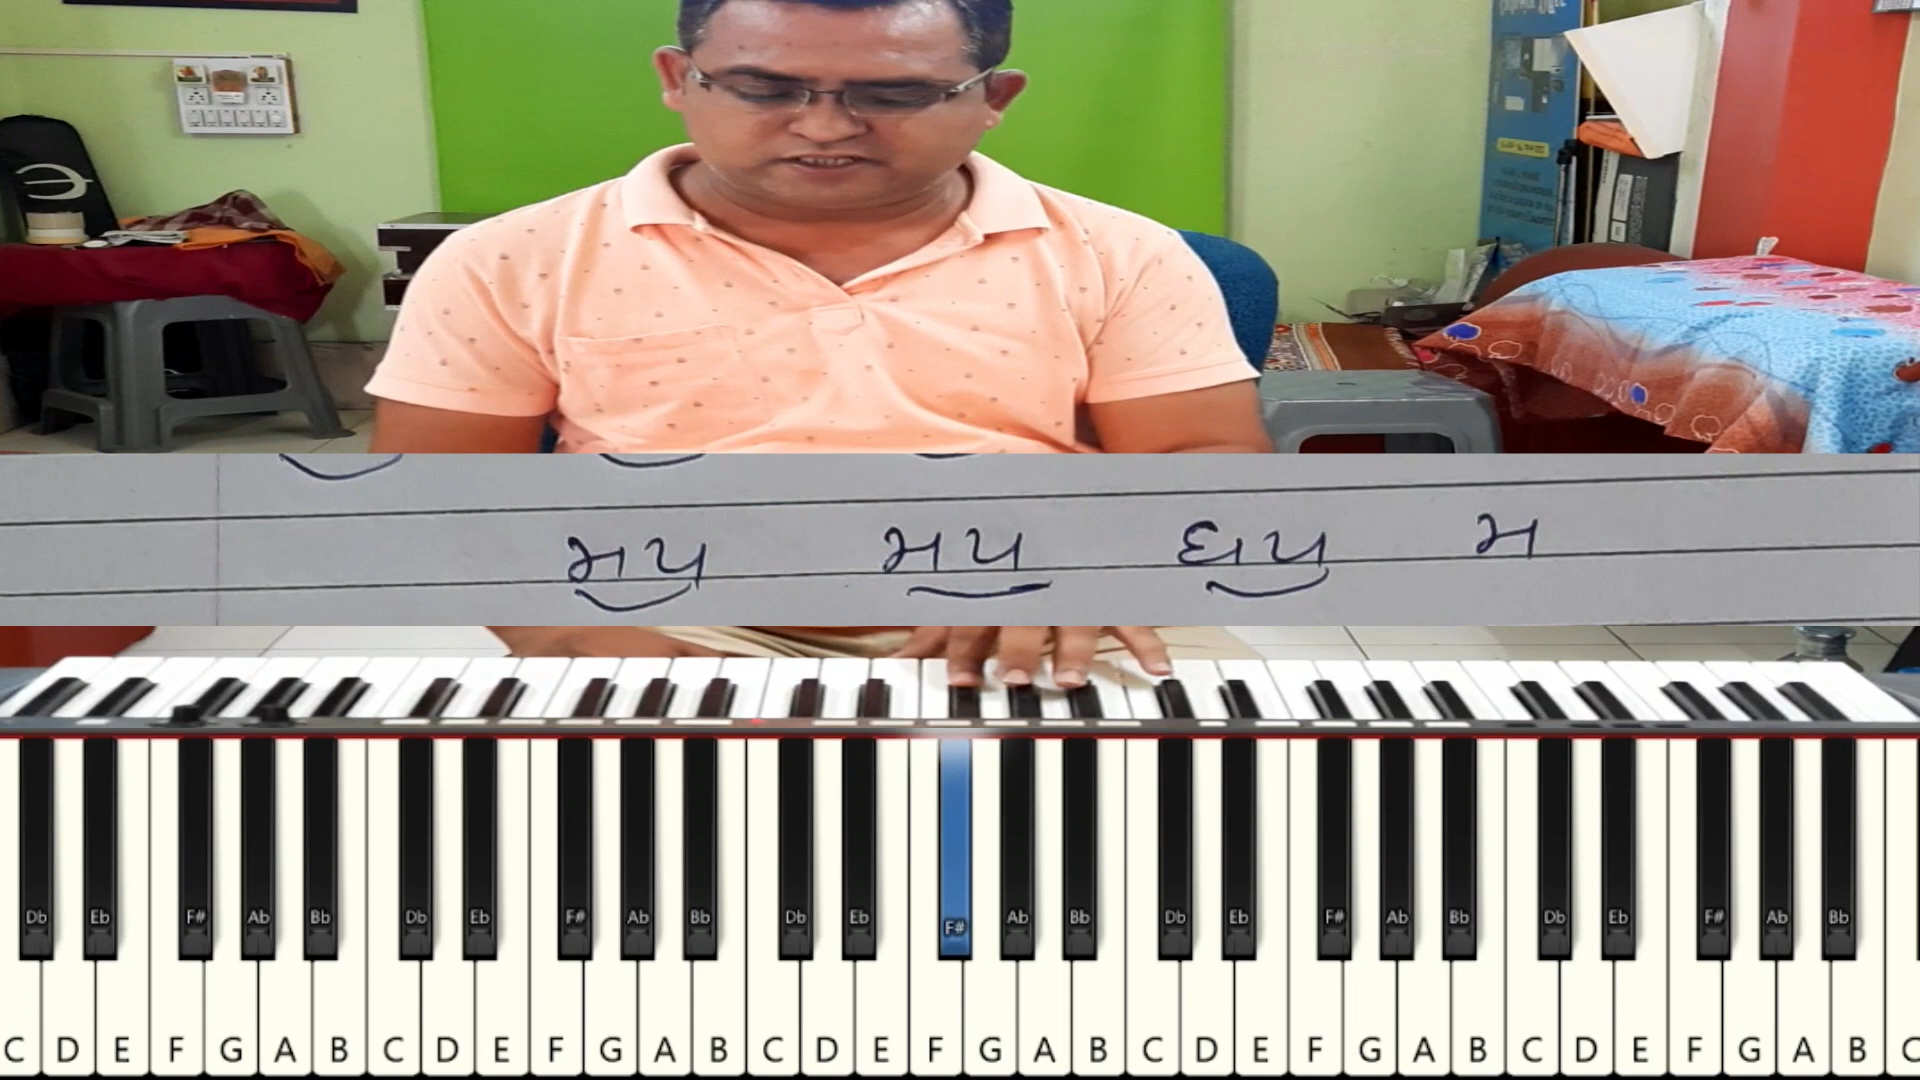 મપ મપ ધપ મ
Db Eb F# Ab Bb Db Eb F# Ab Bb Db Eb F# Ab Bb Db Eb F# Ab Bb Db Eb F# Ab Bb
C D E F G A B C D E F G A B C D E F G A B C D E F G A B C D E F G A B C